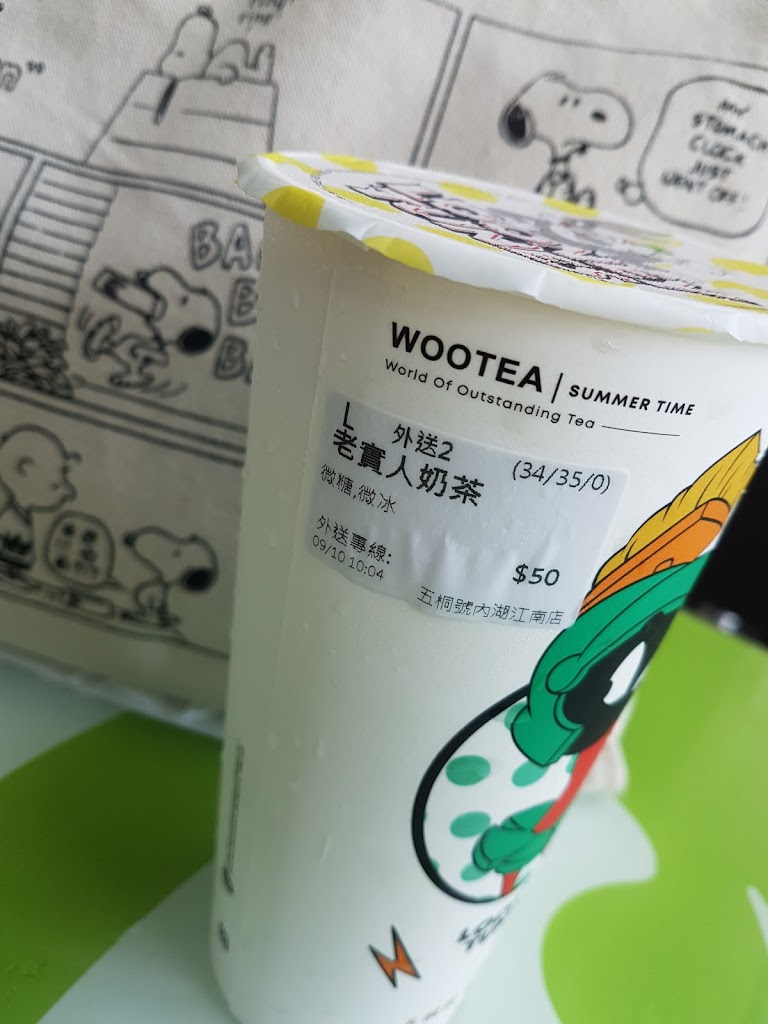 MY
STOMACH
CLOCK
JUST
WENT OFF!
WOOTEA | SUMMER TIME
World Of Outstanding Tea
L 外送2 (34/35/0)
老實人奶茶
微糖,微冰
外送專線:
09/10 10:04 $50
五桐號內湖江南店